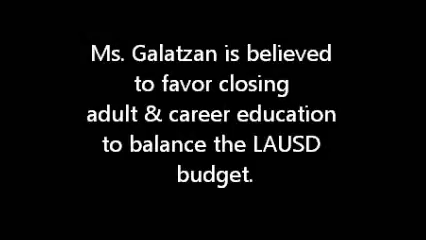 Ms. Galatzan is believed
to favor closing
adult & career education
to balance the LAUSD
budget.